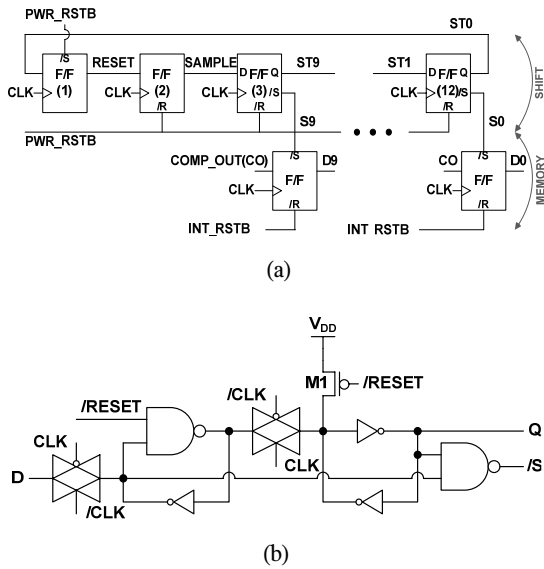 PWR_RSTB
ST0
/S
RESET
SAMPLE
ST9
ST1
F/F
(1)
F/F
(2)
D F/F Q
(3) /S
D F/F Q
(12) /S
CLK
CLK
CLK
CLK
/R
/R
/R
SHIFT
PWR_RSTB
S9
S0
COMP_OUT(CO)
/S
D9
CO
/S
D0
F/F
F/F
CLK
CLK
/R
/R
MEMORY
INT_RSTB
INT RSTB
(a)
VDD
M1
/RESET
/CLK
/RESET
CLK
Q
D
CLK
/S
/CLK
(b)